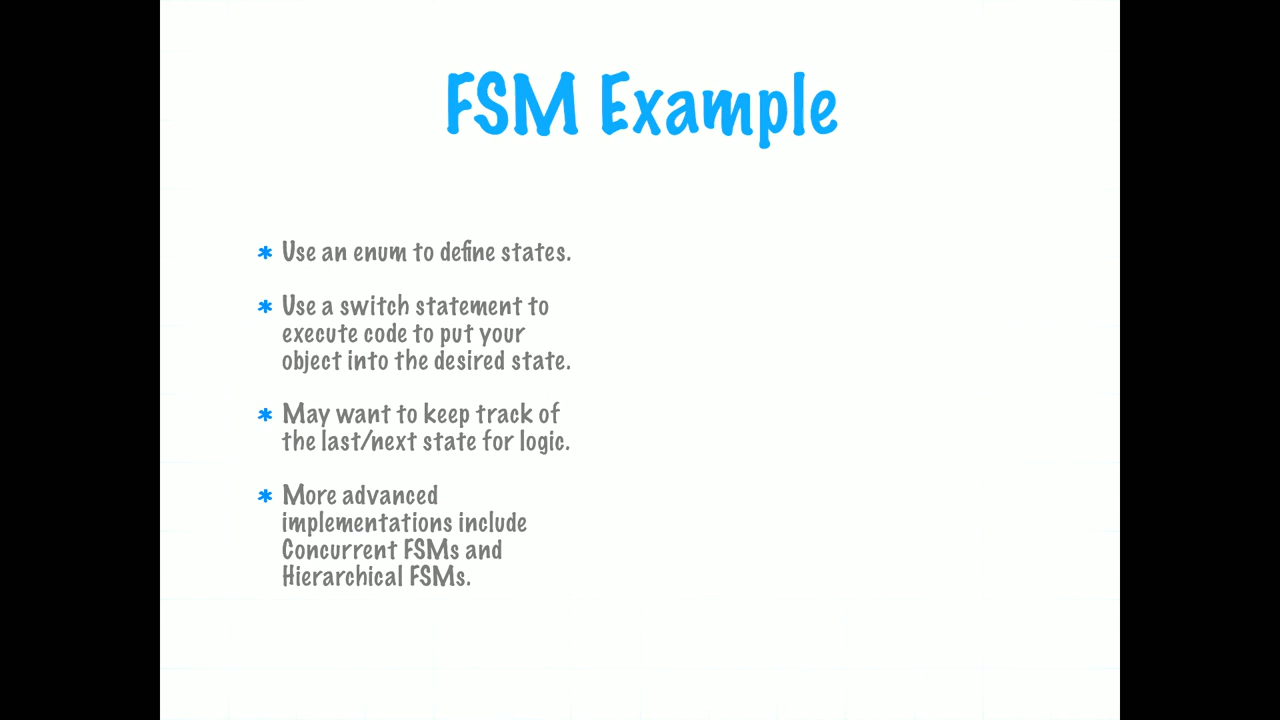 FSM Example
* Use an enum to define states.
* Use a switch statement to
execute code to put your
object into the desired state.
* May want to keep track of
the last/next state for logic.
* More advanced
implementations include
Concurrent FSMs and
Hierarchical FSMs.